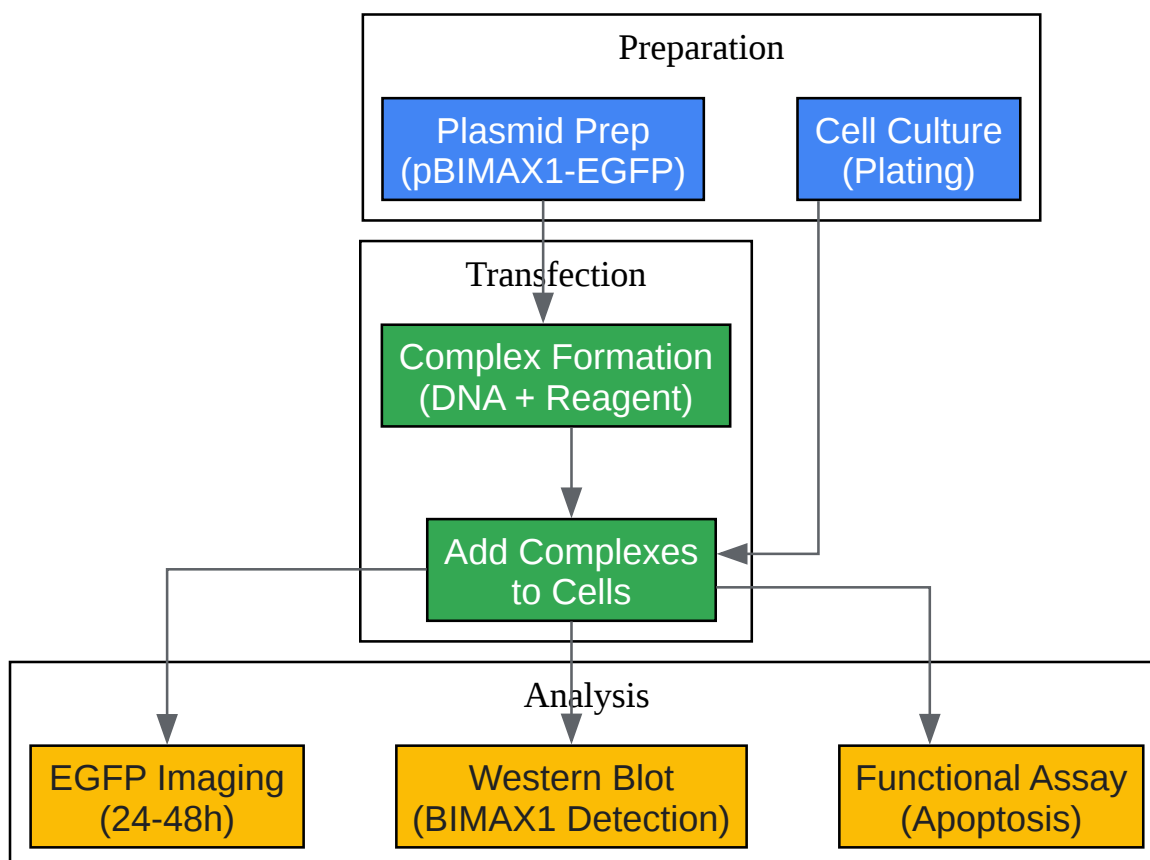 Preparation
Plasmid Prep
(pBIMAX1-EGFP)
Cell Culture
(Plating)
Transfection
Complex Formation
(DNA + Reagent)
Add Complexes
to Cells
Analysis
EGFP Imaging
(24-48h)
Western Blot
(BIMAX1 Detection)
Functional Assay
(Apoptosis)